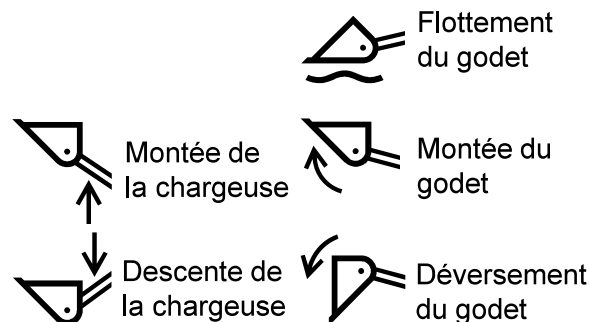 Flottement
du godet
Montée de
la chargeuse
Montée du
godet
Descente de
la chargeuse
Déversement
du godet